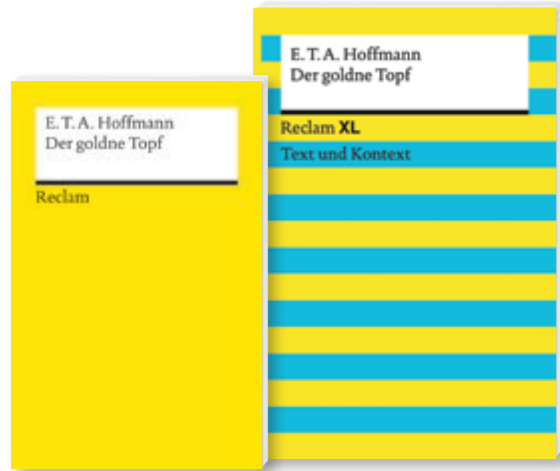 E. T. A. Hoffmann
Der goldne Topf
Reclam
E. T. A. Hoffmann
Der goldne Topf
Reclam XL
Text und Kontext